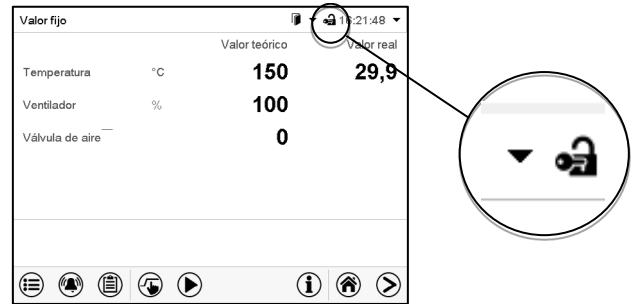 Valor fijo 16:21:48
Valor teórico Valor real
Temperatura °C 150 29,9
Ventilador % 100
Válvula de aire 0